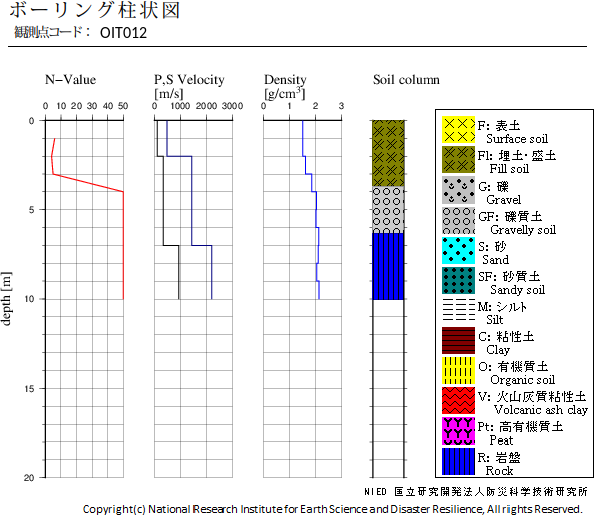 ボーリング柱状図
観測点コード： OIT012
N−Value
0 10 20 30 40 50
P,S Velocity
[m/s]
0 1000 2000 3000
Density
[g/cm³]
0 1 2 3
Soil column
depth [m]
0
5
10
15
20
F: 表土
Surface soil
Fl: 埋土・盛土
Fill soil
G: 礫
Gravel
GF: 礫質土
Gravelly soil
S: 砂
Sand
SF: 砂質土
Sandy soil
M: シルト
Silt
C: 粘性土
Clay
O: 有機質土
Organic soil
V: 火山灰質粘性土
Volcanic ash clay
Pt: 高有機質土
Peat
R: 岩盤
Rock
NIED 国立研究開発法人防災科学技術研究所
Copyright(c) National Research Institute for Earth Science and Disaster Resilience, All rights Reserved.